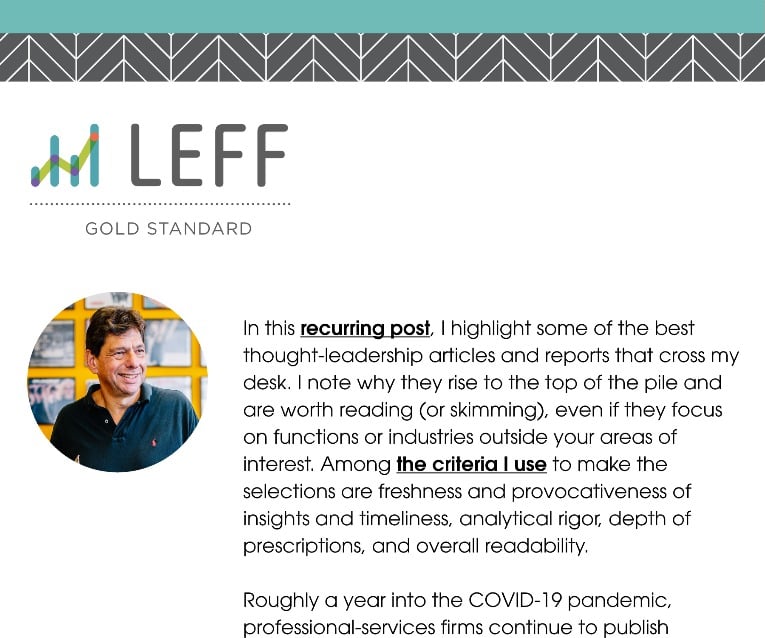 LEFF
GOLD STANDARD
In this recurring post, I highlight some of the best
thought-leadership articles and reports that cross my
desk. I note why they rise to the top of the pile and
are worth reading (or skimming), even if they focus
on functions or industries outside your areas of
interest. Among the criteria I use to make the
selections are freshness and provocativeness of
insights and timeliness, analytical rigor, depth of
prescriptions, and overall readability.
Roughly a year into the COVID-19 pandemic,
professional-services firms continue to publish